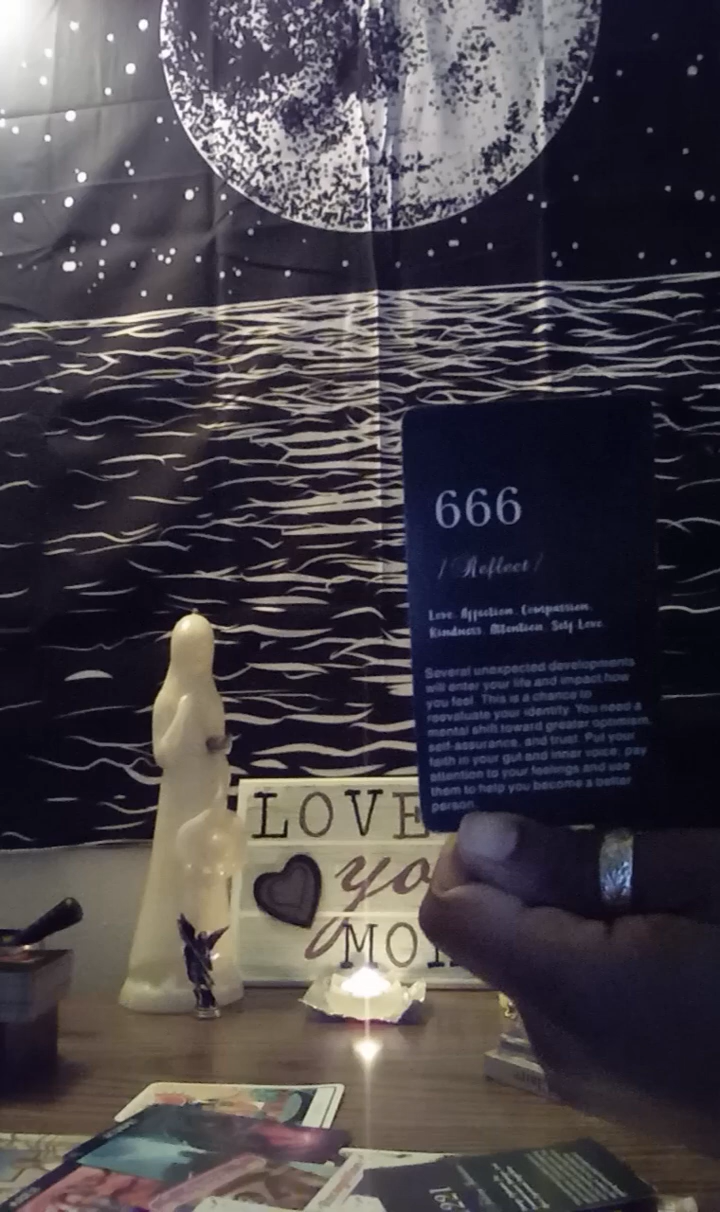 666
/ Reflect /
Love. Affection. Compassion.
Kindness. Attention. Self Love.
Several unexpected developments
will enter your life and impact how
you feel. This is a chance to
reevaluate your identity. You need a
mental shift toward greater optimism,
self-assurance, and trust. Put your
faith in your gut and inner voice; pay
attention to your feelings and use
them to help you become a better
person.
LOVE
yo
MO
221